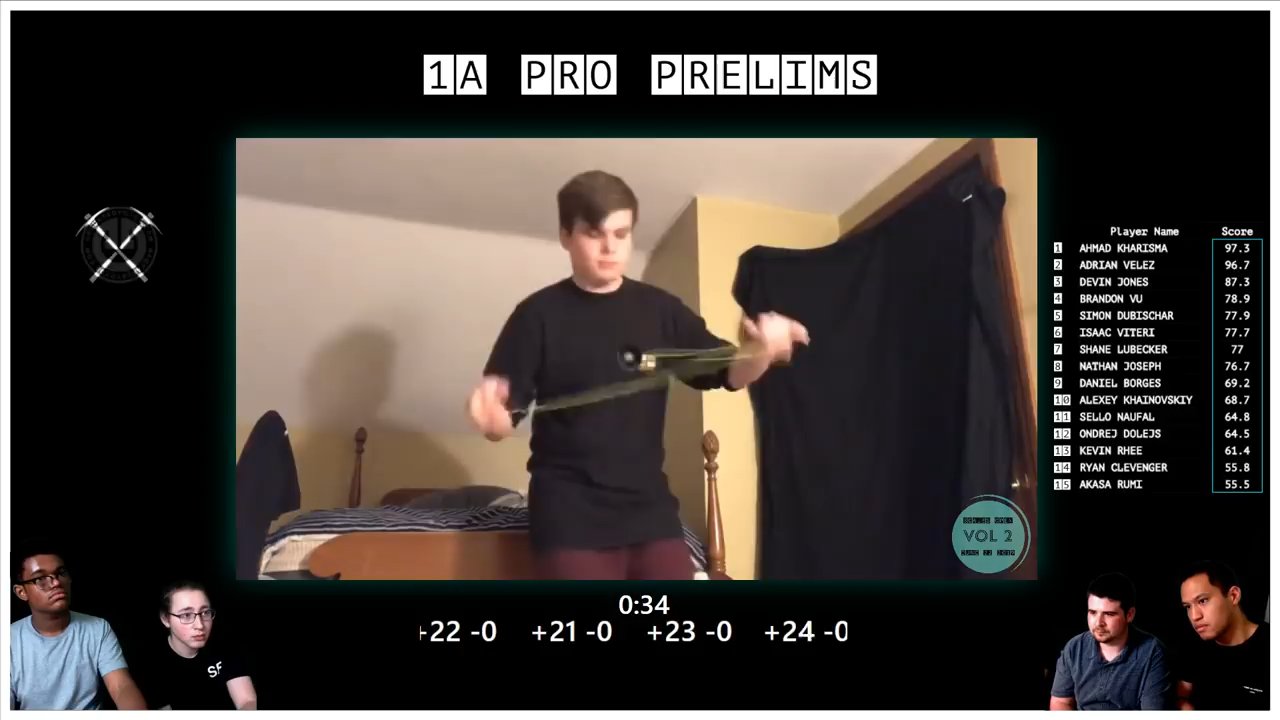 1A PRO PRELIMS
Player Name Score
1 AHMAD KHARISMA 97.3
2 ADRIAN VELEZ 96.7
3 DEVIN JONES 87.3
4 BRANDON VU 78.9
5 SIMON DUBISCHAR 77.9
6 ISAAC VITERI 77.7
7 SHANE LUBECKER 77
8 NATHAN JOSEPH 76.7
9 DANIEL BORGES 69.2
10 ALEXEY KHAINOVSKIY 68.7
11 SELLO NAUFAL 64.8
12 ONDREJ DOLEJS 64.5
13 KEVIN RHEE 61.4
14 RYAN CLEVENGER 55.8
15 AKASA RUMI 55.5
VOL 2
0:34
+22 -0 +21 -0 +23 -0 +24 -0